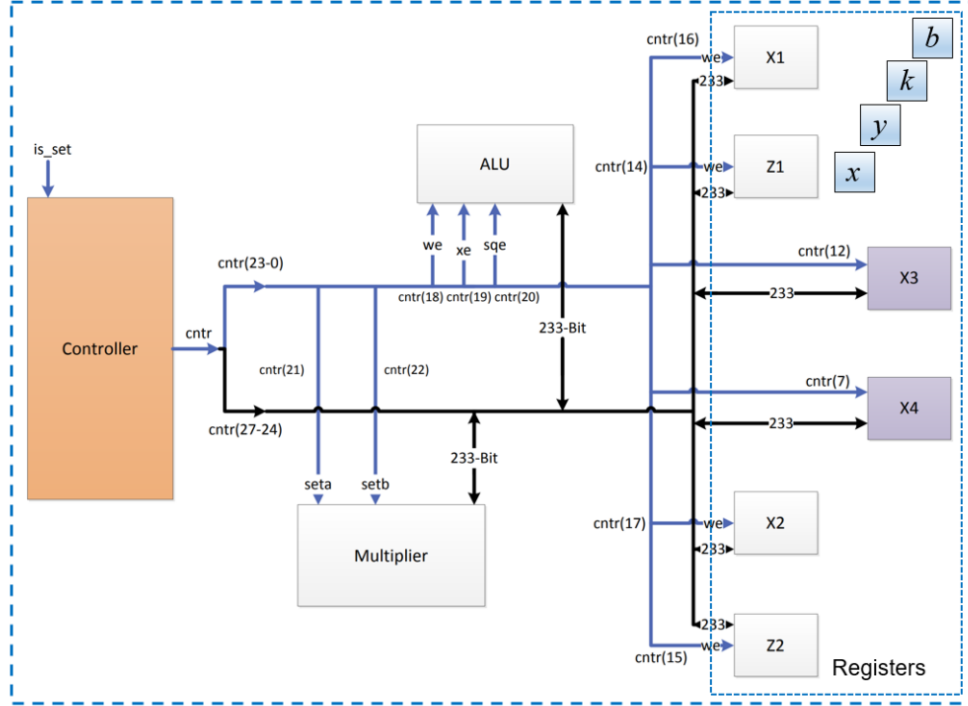 cntr(16)
b
we
X1
233
k
y
is_set
ALU
cntr(14)
we
Z1
x
233
we
xe
sqe
cntr(12)
cntr(23-0)
X3
cntr(18)
cntr(19)
cntr(20)
233
233-Bit
cntr
Controller
cntr(21)
cntr(22)
cntr(7)
X4
cntr(27-24)
233
233-Bit
seta
setb
cntr(17)
we
X2
Multiplier
233
233
we
Z2
cntr(15)
Registers